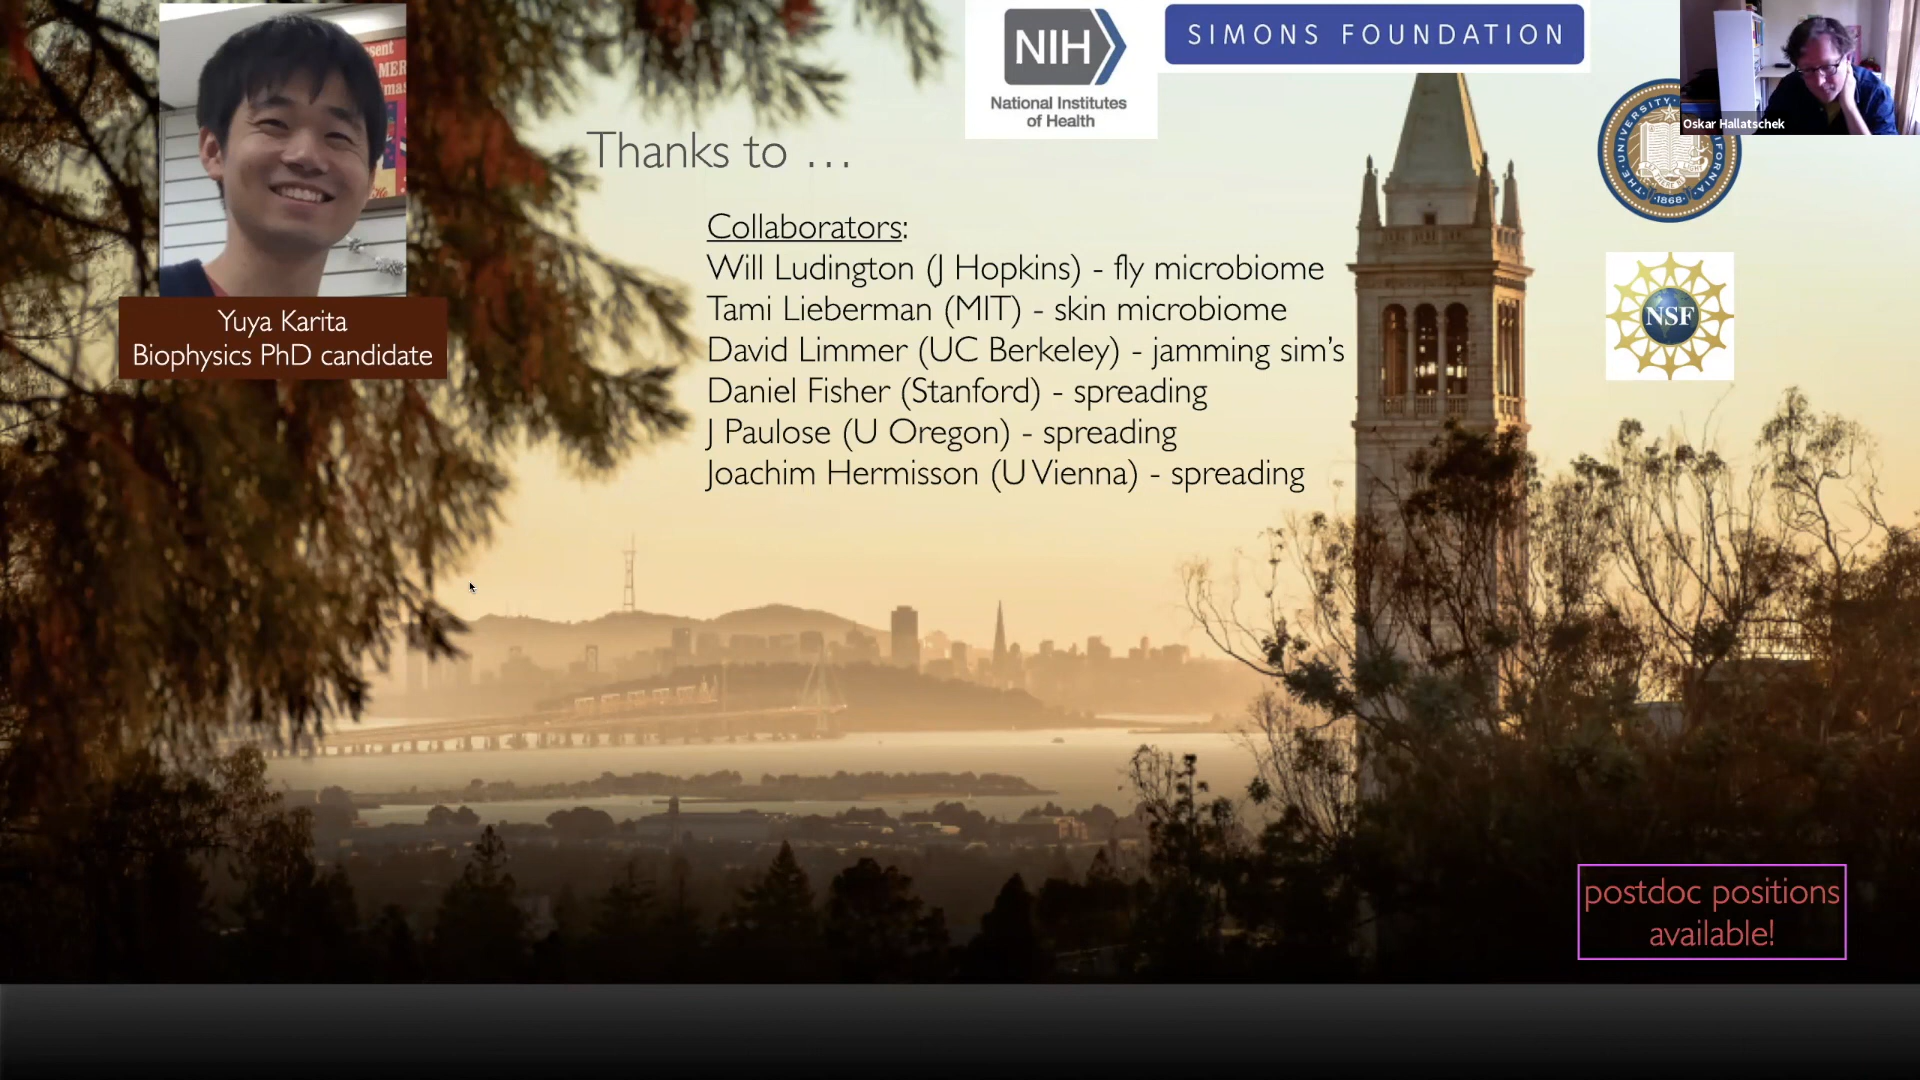 NIH
National Institutes
of Health
SIMONS FOUNDATION
Oskar Hallatschek
1868
NSF
Thanks to ...
Collaborators:
Will Ludington (J Hopkins) - fly microbiome
Tami Lieberman (MIT) - skin microbiome
David Limmer (UC Berkeley) - jamming sim's
Daniel Fisher (Stanford) - spreading
J Paulose (U Oregon) - spreading
Joachim Hermisson (U Vienna) - spreading
Yuya Karita
Biophysics PhD candidate
postdoc positions
available!